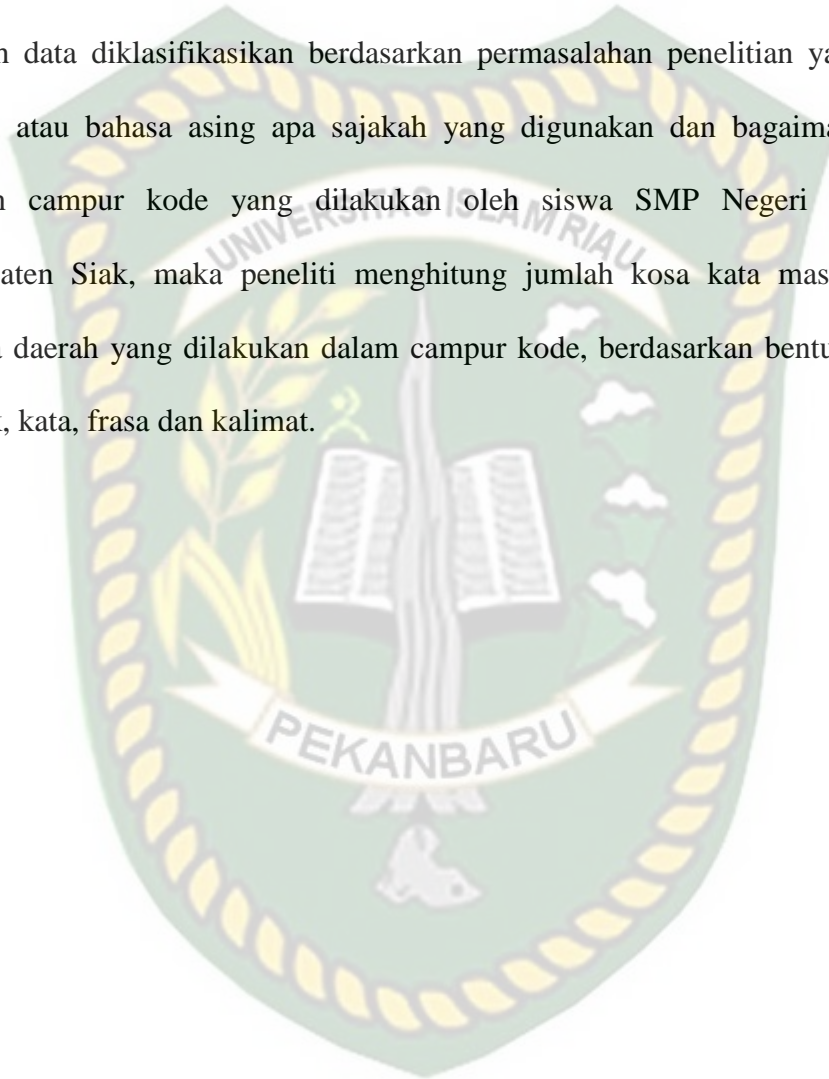 n data diklasifikasikan berdasarkan permasalahan penelitian ya
atau bahasa asing apa sajakah yang digunakan dan bagaima
n campur kode yang dilakukan oleh siswa SMP Negeri
UNIVERSITAS ISLAM RIAU
aten Siak, maka peneliti menghitung jumlah kosa kata mas
a daerah yang dilakukan dalam campur kode, berdasarkan bentu
k, kata, frasa dan kalimat.
PEKANBARU